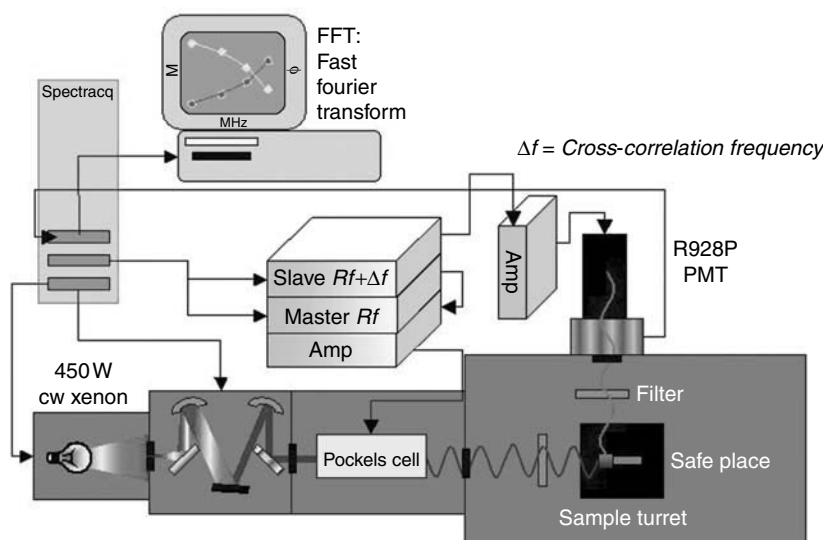 FFT:
Fast
fourier
transform
Spectracq
M
ϕ
MHz
Δf = Cross-correlation frequency
Slave Rf+Δf
Master Rf
Amp
Amp
R928P
PMT
450 W
cw xenon
Pockels cell
Filter
Safe place
Sample turret